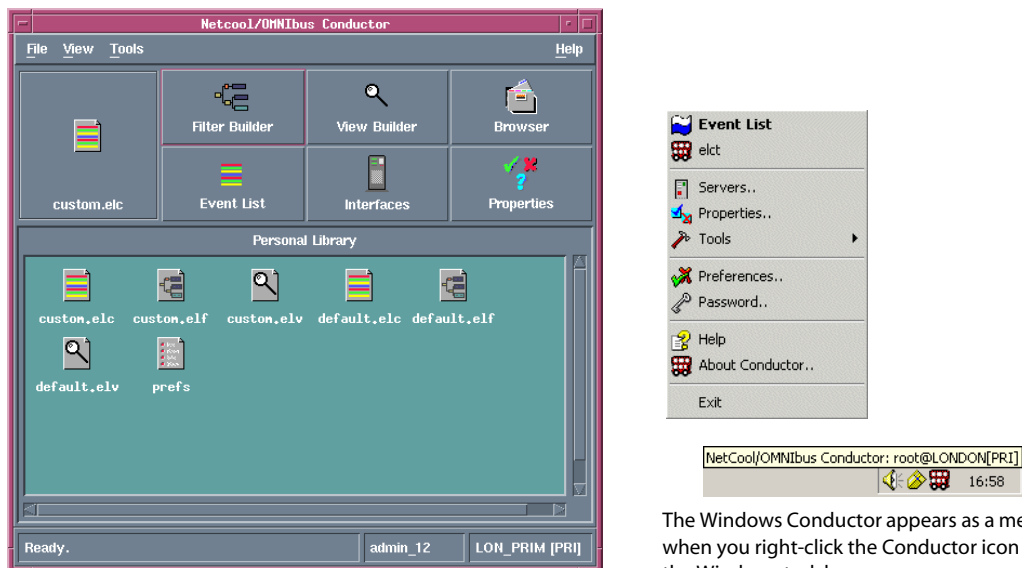 Netcool/OMNIbus Conductor
File View Tools Help
custom.elc
Filter Builder
View Builder
Browser
Event List
Interfaces
Properties
Personal Library
custom.elc custom.elf custom.elv default.elc default.elf
default.elv prefs
Ready. admin_12 LON_PRIM [PRI]
Event List
elct
Servers..
Properties..
Tools
Preferences..
Password..
Help
About Conductor..
Exit
NetCool/OMNIbus Conductor: root@LONDON[PRI]
16:58
The Windows Conductor appears as a me
when you right-click the Conductor icon